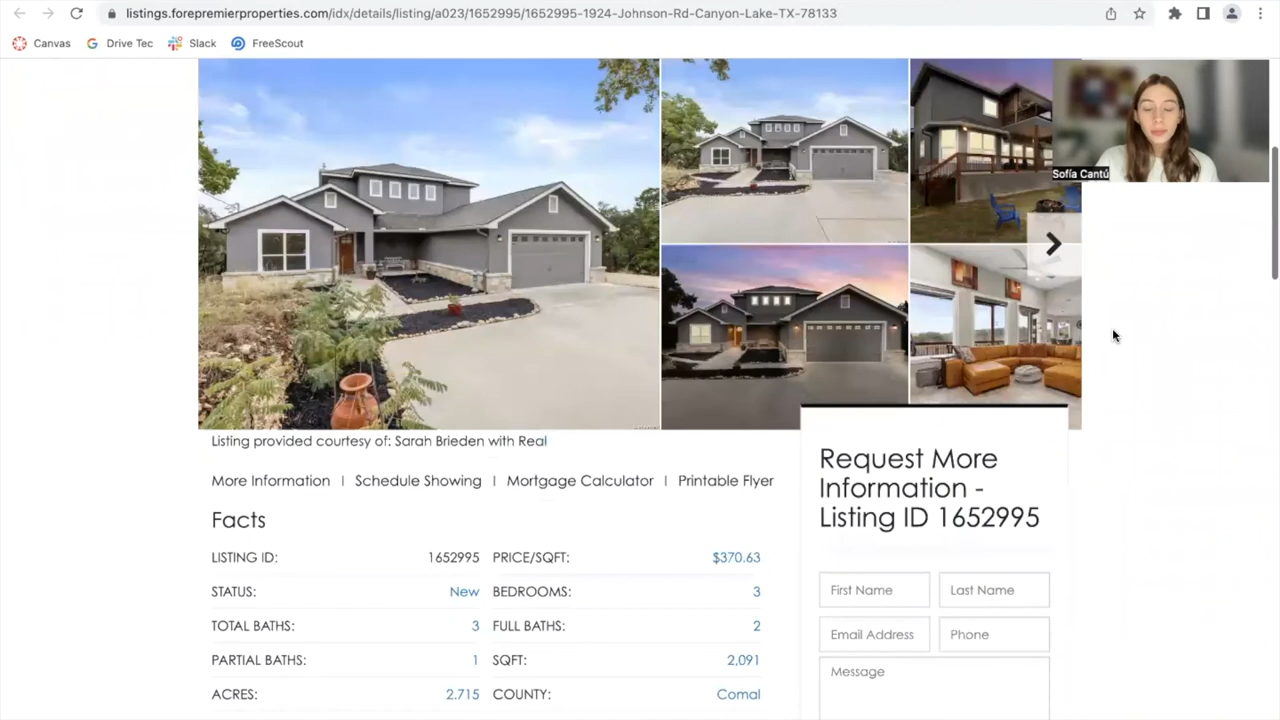 listings.forepremierproperties.com/idx/details/listing/a023/1652995/1652995-1924-Johnson-Rd-Canyon-Lake-TX-78133
Canvas Drive Tec Slack FreeScout
Sofía Cantú
Listing provided courtesy of: Sarah Brieden with Real
More Information | Schedule Showing | Mortgage Calculator | Printable Flyer
Facts
LISTING ID: 1652995 PRICE/SQFT: $370.63
STATUS: New BEDROOMS: 3
TOTAL BATHS: 3 FULL BATHS: 2
PARTIAL BATHS: 1 SQFT: 2,091
ACRES: 2.715 COUNTY: Comal
Request More
Information -
Listing ID 1652995
First Name Last Name
Email Address Phone
Message